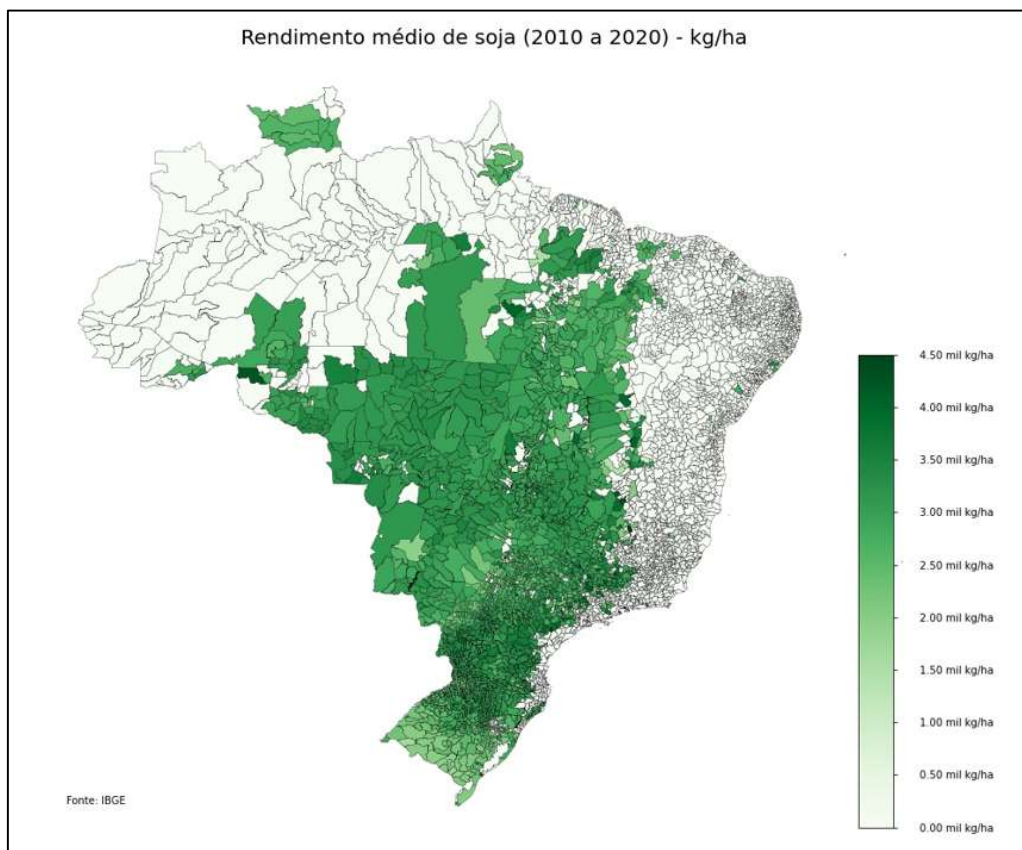 Rendimento médio de soja (2010 a 2020) - kg/ha
4.50 mil kg/ha
4.00 mil kg/ha
3.50 mil kg/ha
3.00 mil kg/ha
2.50 mil kg/ha
2.00 mil kg/ha
1.50 mil kg/ha
1.00 mil kg/ha
0.50 mil kg/ha
0.00 mil kg/ha
Fonte: IBGE